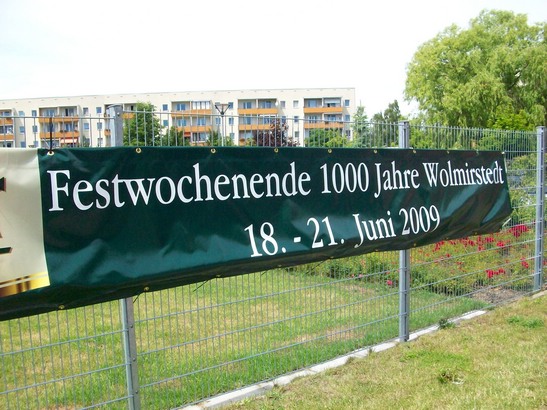 Festwochenende 1000 Jahre Wolmirstedt
18. - 21. Juni 2009